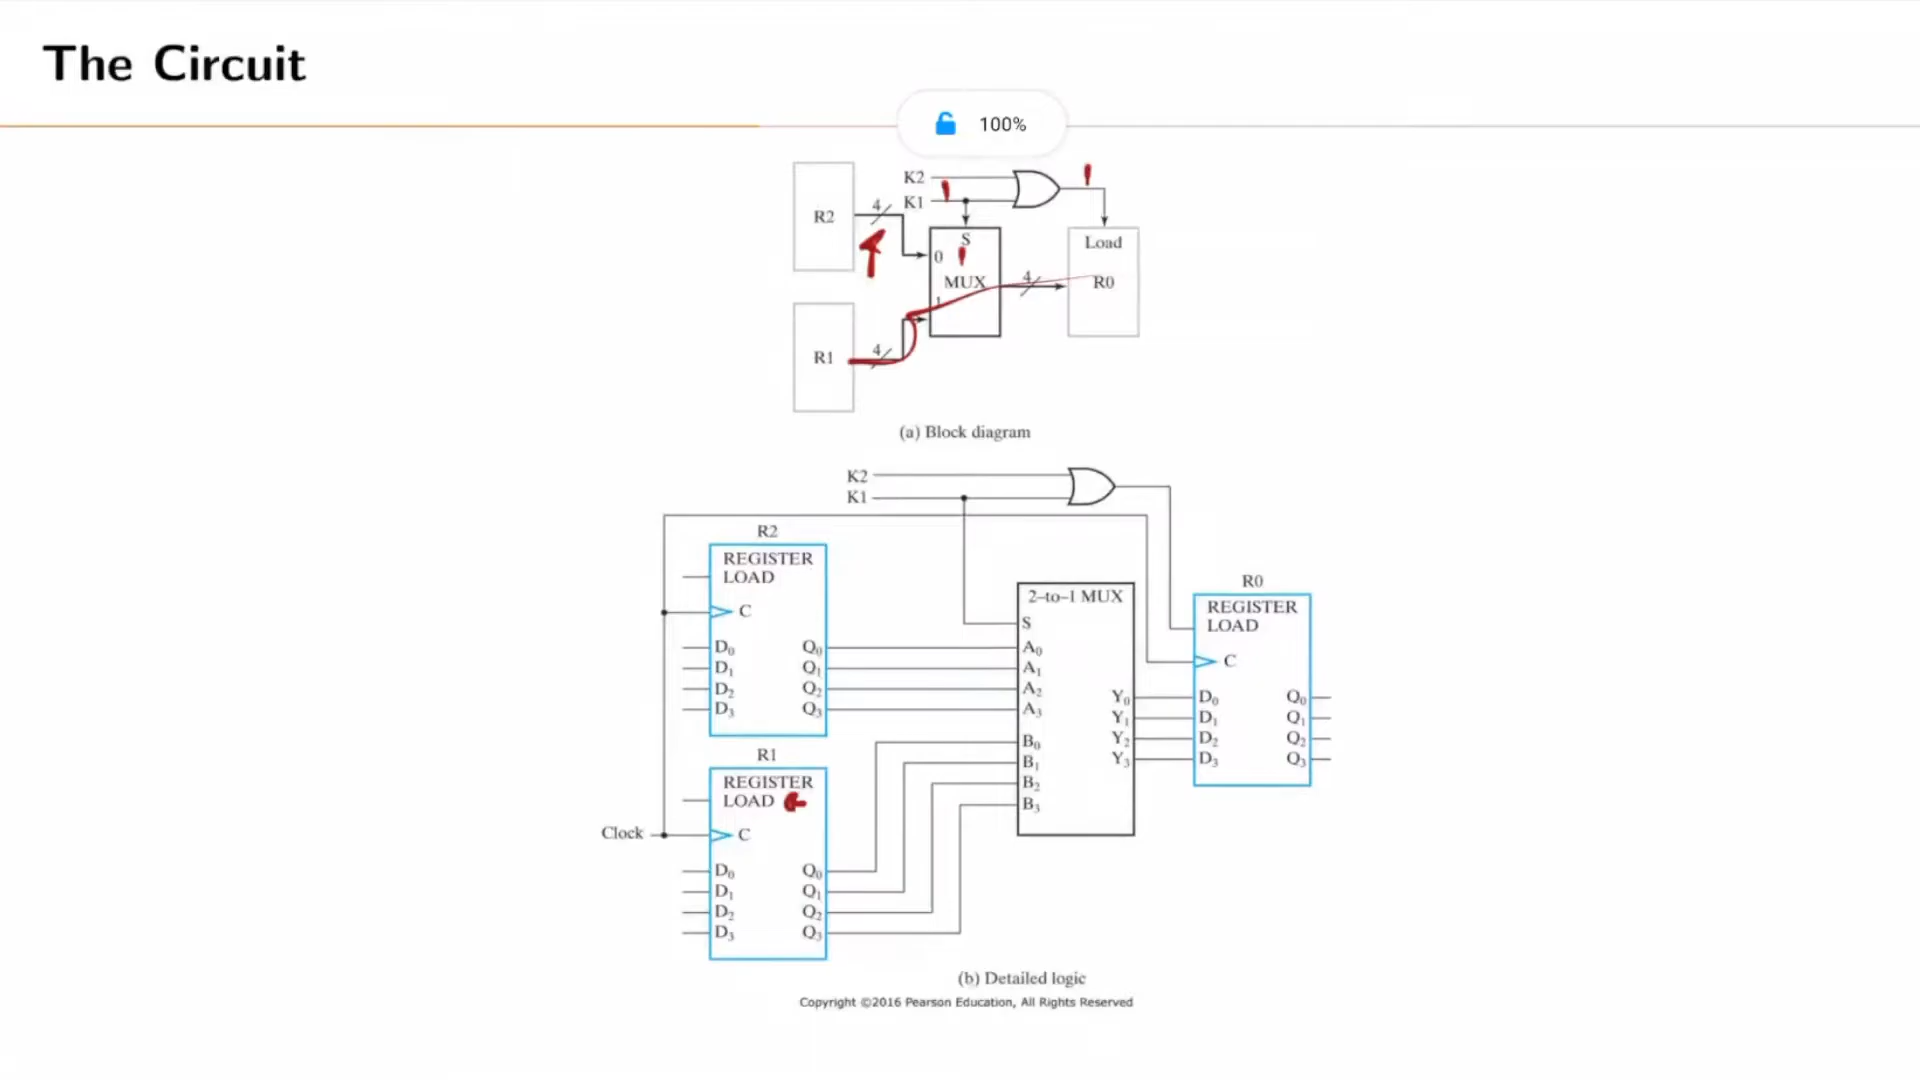 The Circuit
100%
K2
K1
R2
4
S
0
MUX
1
4
Load
R0
R1
4
(a) Block diagram
K2
K1
R2
REGISTER
LOAD
C
D0 Q0
D1 Q1
D2 Q2
D3 Q3
R1
REGISTER
LOAD
Clock
C
D0 Q0
D1 Q1
D2 Q2
D3 Q3
2–to–1 MUX
S
A0
A1
A2
A3
B0
B1
B2
B3
Y0
Y1
Y2
Y3
R0
REGISTER
LOAD
C
D0 Q0
D1 Q1
D2 Q2
D3 Q3
(b) Detailed logic
Copyright ©2016 Pearson Education, All Rights Reserved